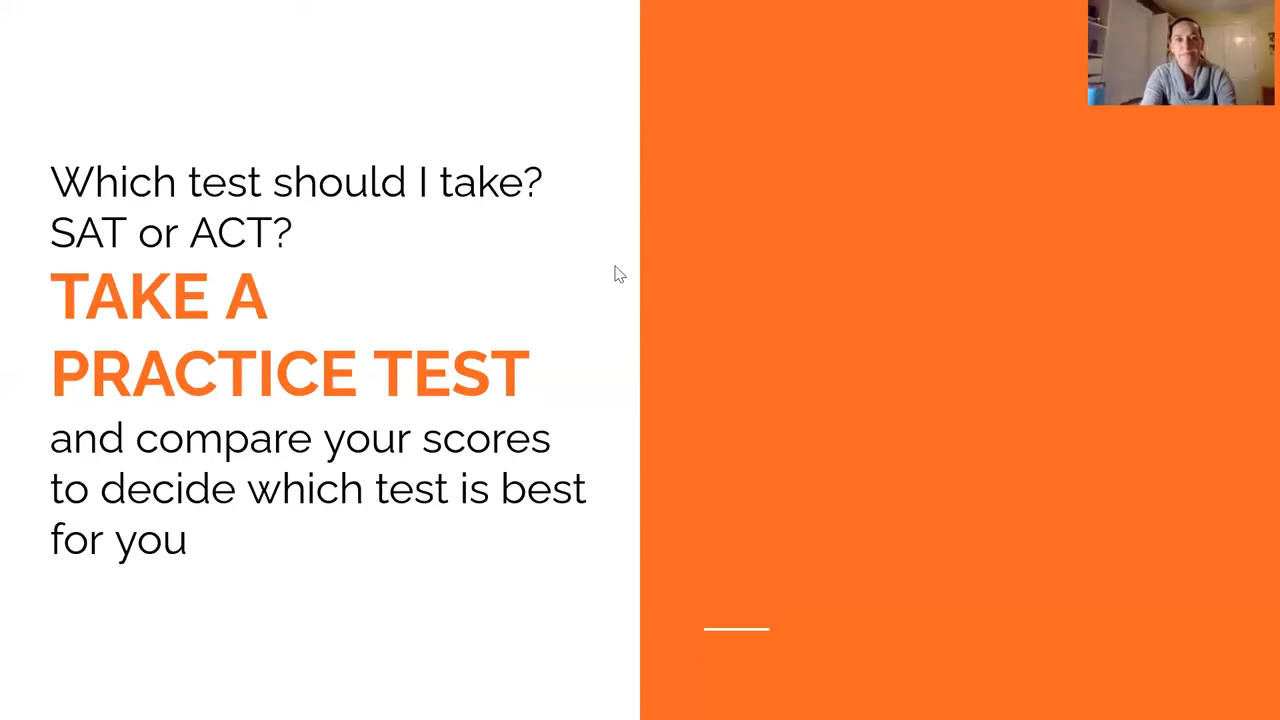 Which test should I take?
SAT or ACT?
TAKE A
PRACTICE TEST
and compare your scores
to decide which test is best
for you